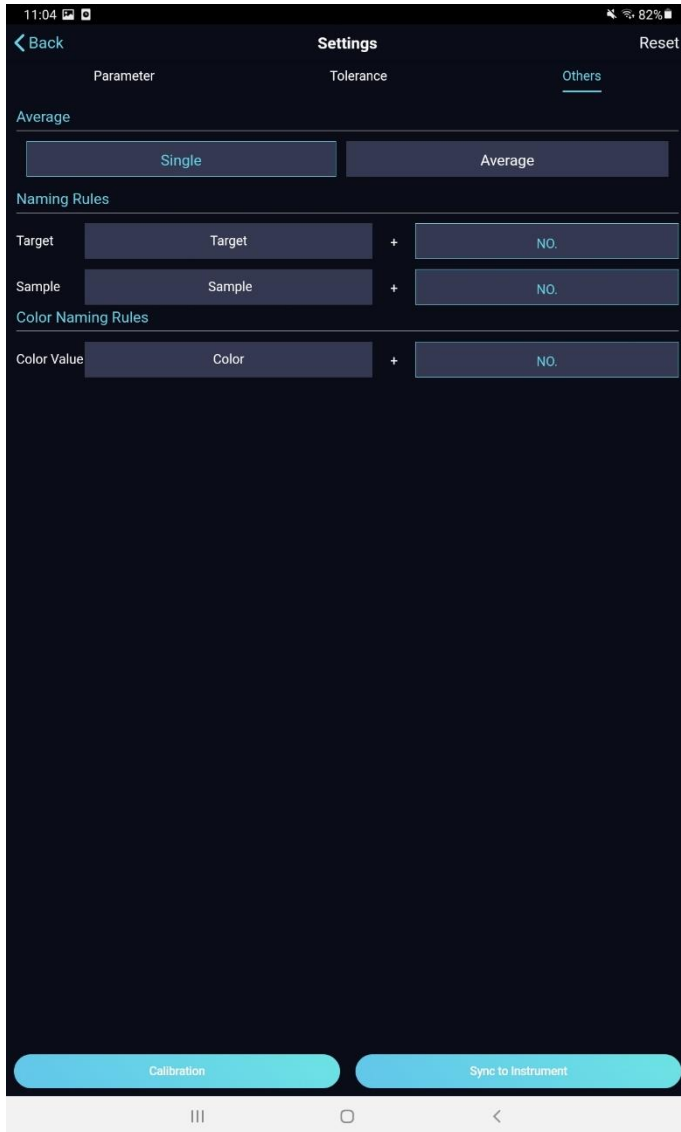 11:04 82%
Back Settings Reset
Parameter Tolerance Others
Average
Single Average
Naming Rules
Target Target + NO.
Sample Sample + NO.
Color Naming Rules
Color Value Color + NO.
Calibration Sync to Instrument